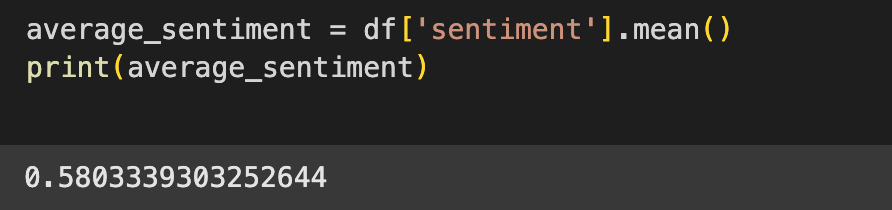 average_sentiment = df['sentiment'].mean()
print(average_sentiment)
0.5803339303252644